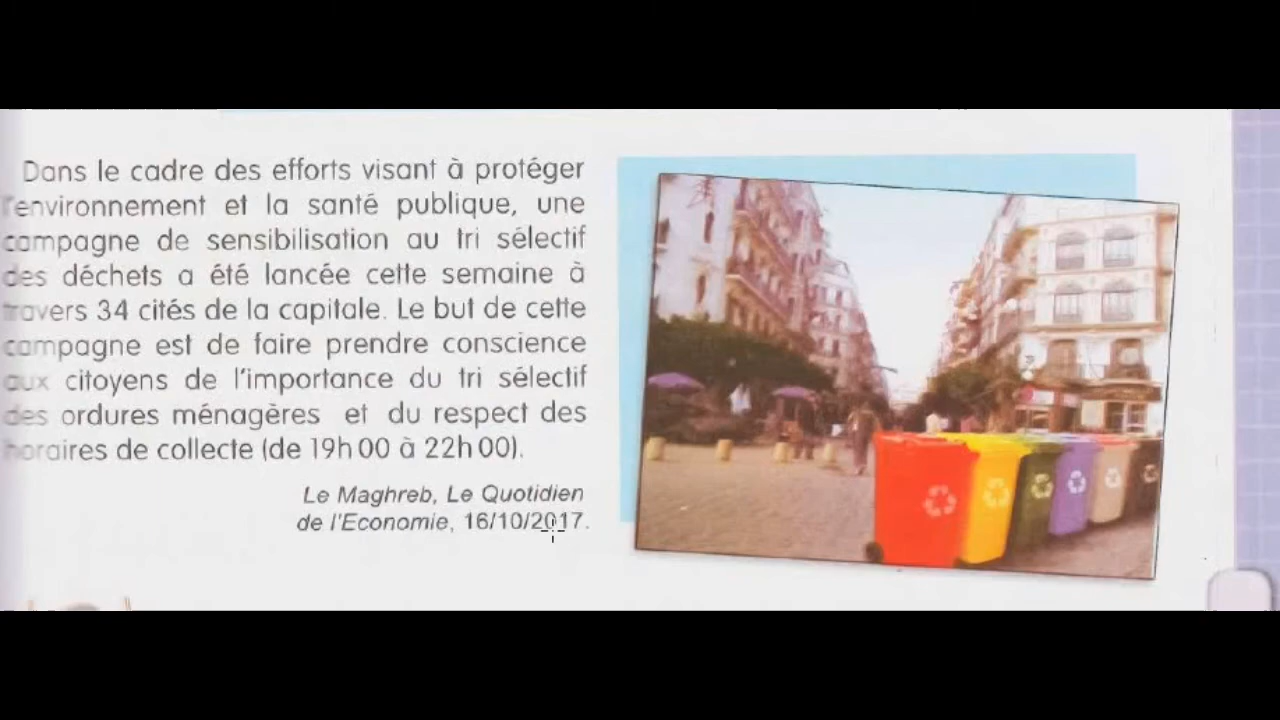 Dans le cadre des efforts visant à protéger
l'environnement et la santé publique, une
campagne de sensibilisation au tri sélectif
des déchets a été lancée cette semaine à
travers 34 cités de la capitale. Le but de cette
campagne est de faire prendre conscience
aux citoyens de l'importance du tri sélectif
des ordures ménagères et du respect des
horaires de collecte (de 19h00 à 22h00).
Le Maghreb, Le Quotidien
de l'Economie, 16/10/2017.